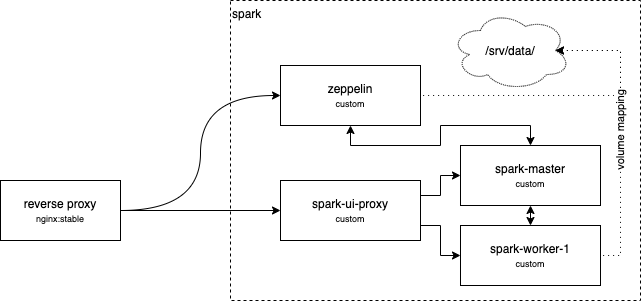 spark
/srv/data/
zeppelin
custom
volume mapping
spark-master
custom
reverse proxy
nginx:stable
spark-ui-proxy
custom
spark-worker-1
custom